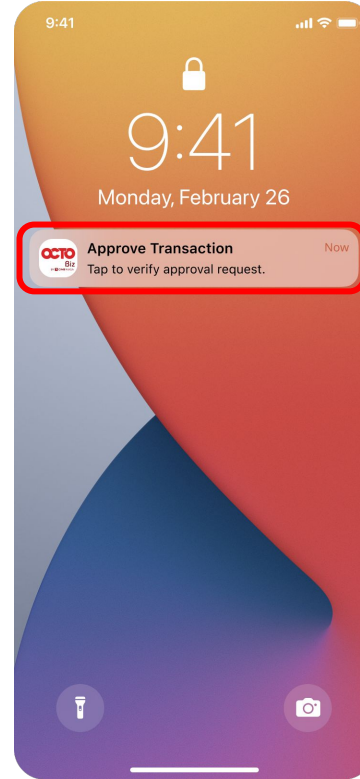 9:41
9:41
Monday, February 26
OCTO
Biz
Approve Transaction
Now
Tap to verify approval request.